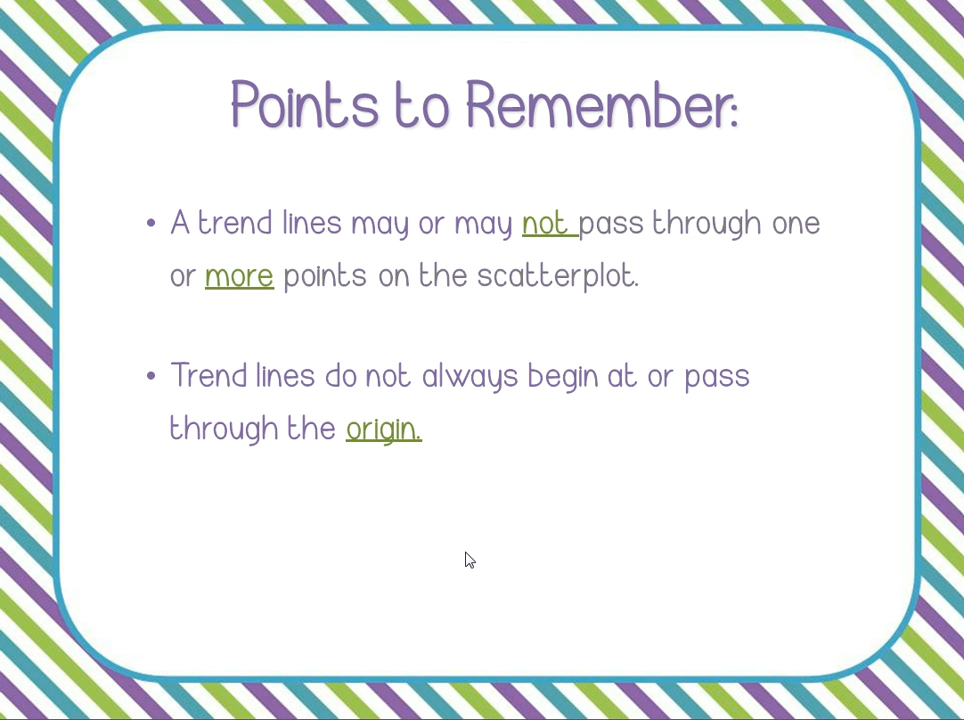 Points to Remember:
• A trend lines may or may not pass through one
or more points on the scatterplot.
• Trend lines do not always begin at or pass
through the origin.